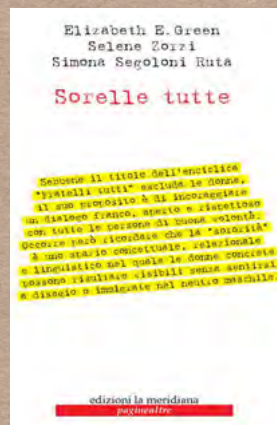 Elizabeth E. Green
Selene Zorzi
Simona Segoloni Ruta
Sorelle tutte
Sebbene il titolo dell'enciclica
"Fratelli tutti" escluda le donne,
il suo proposito è di incoraggiare
un dialogo franco, aperto e rispettoso
con tutte le persone di buona volontà.
Occorre però ricordare che la "sororità"
è uno spazio concettuale, relazionale
e linguistico nel quale le donne concrete
possono risultare visibili senza sentirsi
a disagio o immigrate nel neutro maschile.
edizioni la meridiana
paginealtre